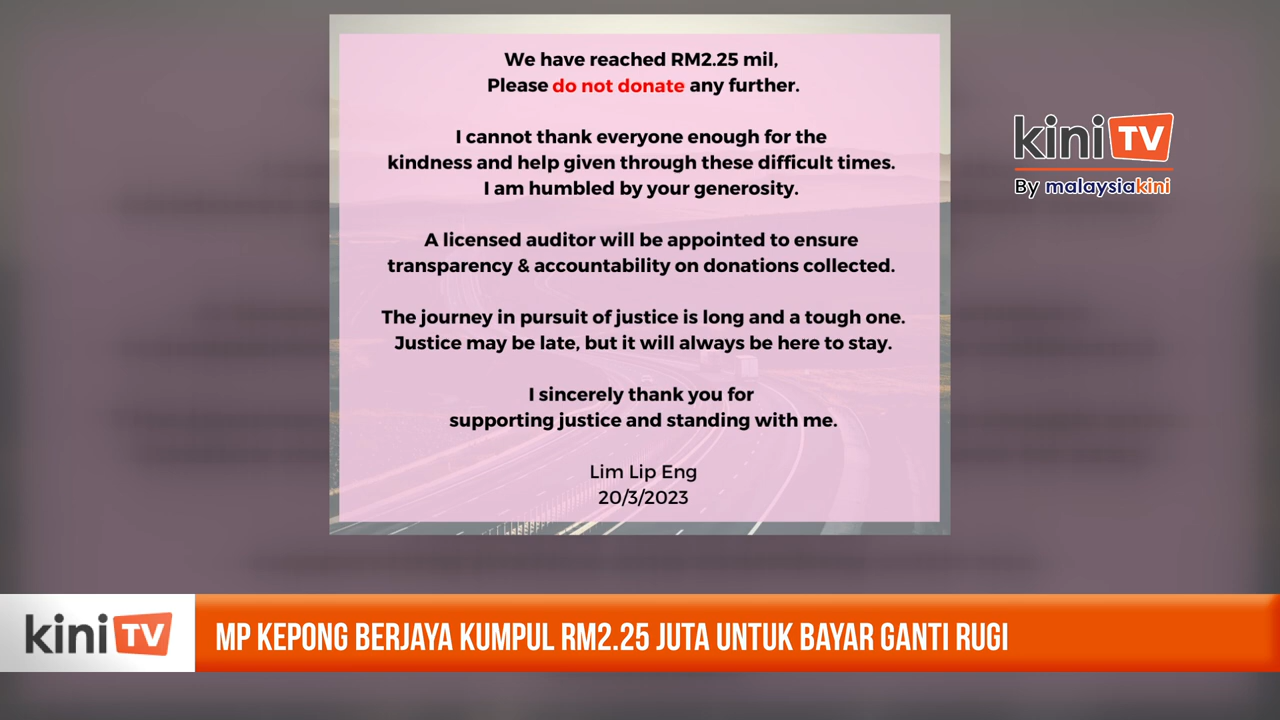 We have reached RM2.25 mil,
Please do not donate any further.
I cannot thank everyone enough for the
kindness and help given through these difficult times.
I am humbled by your generosity.
A licensed auditor will be appointed to ensure
transparency & accountability on donations collected.
The journey in pursuit of justice is long and a tough one.
Justice may be late, but it will always be here to stay.
I sincerely thank you for
supporting justice and standing with me.
Lim Lip Eng
20/3/2023
kini TV
By malaysiakini
kini TV
MP KEPONG BERJAYA KUMPUL RM2.25 JUTA UNTUK BAYAR GANTI RUGI